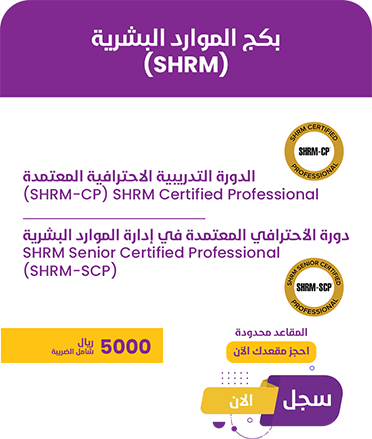 بكج الموارد البشرية
(SHRM)
SHRM CERTIFIED
SHRM-CP
PROFESSIONAL
الدورة التدريبية الاحترافية المعتمدة
(SHRM-CP) SHRM Certified Professional
دورة الأحترافي المعتمدة في إدارة الموارد البشرية
SHRM Senior Certified Professional
(SHRM-SCP)
SHRM SENIOR CERTIFIED
SHRM-SCP
PROFESSIONAL
5000 ريال
شامل الضريبة
المقاعد محدودة
احجز مقعدك الآن
سجل
الان